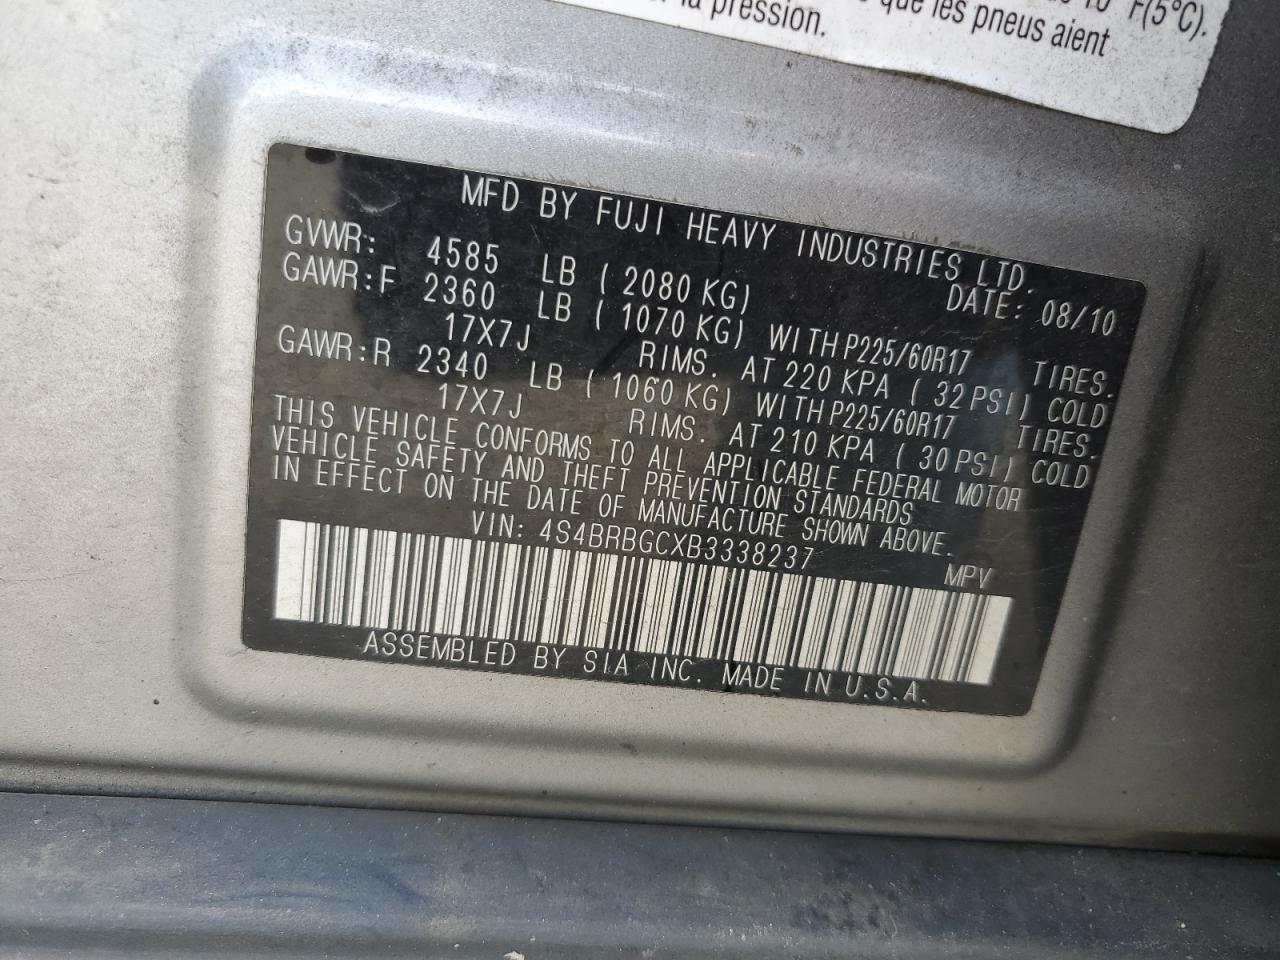 F(5°C).
que les pneus aient
la pression.
MFD BY FUJI HEAVY INDUSTRIES LTD.
DATE: 08/10
GVWR: 4585 LB ( 2080 KG)
GAWR:F 2360 LB ( 1070 KG) WITH P225/60R17 TIRES.
17X7J RIMS. AT 220 KPA ( 32 PSI) COLD
GAWR:R 2340 LB ( 1060 KG) WITH P225/60R17 TIRES.
17X7J RIMS. AT 210 KPA ( 30 PSI) COLD
THIS VEHICLE CONFORMS TO ALL APPLICABLE FEDERAL MOTOR
VEHICLE SAFETY AND THEFT PREVENTION STANDARDS
IN EFFECT ON THE DATE OF MANUFACTURE SHOWN ABOVE.
VIN: 4S4BRBGCXB3338237 MPV
ASSEMBLED BY SIA INC. MADE IN U.S.A.